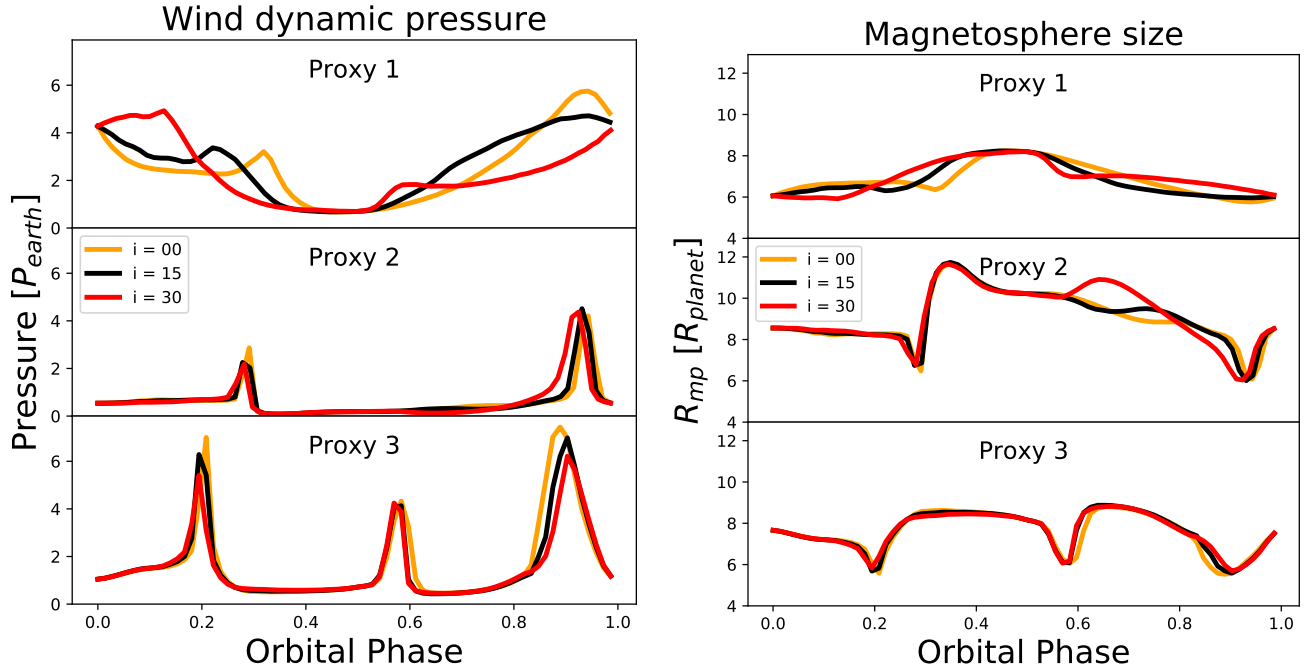 Wind dynamic pressure
Pressure [P_earth]
Proxy 1
6
4
2
0
Proxy 2
i = 00
i = 15
i = 30
6
4
2
0
Proxy 3
6
4
2
0
0.0 0.2 0.4 0.6 0.8 1.0
Orbital Phase
Magnetosphere size
R_mp [R_planet]
Proxy 1
12
10
8
6
4
Proxy 2
i = 00
i = 15
i = 30
12
10
8
6
4
Proxy 3
12
10
8
6
4
0.0 0.2 0.4 0.6 0.8 1.0
Orbital Phase